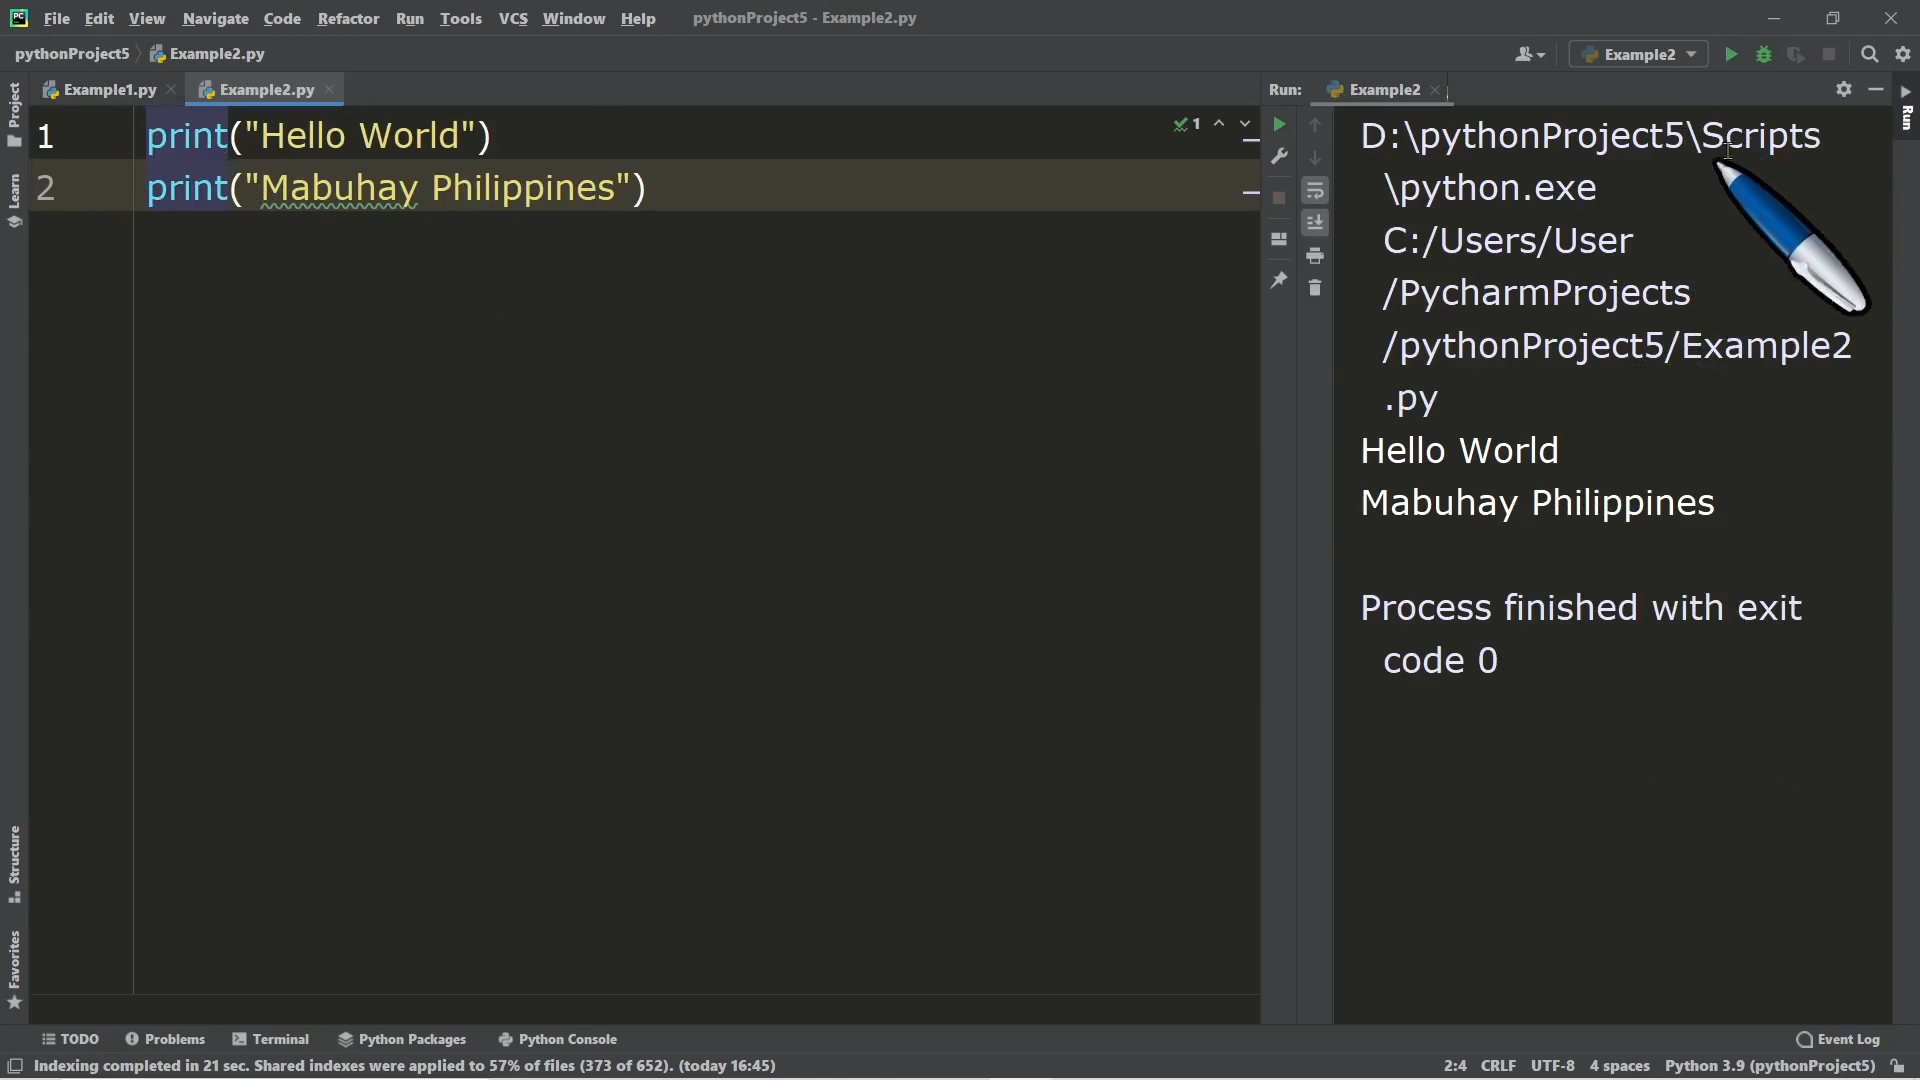 File Edit View Navigate Code Refactor Run Tools VCS Window Help pythonProject5 - Example2.py
pythonProject5 Example2.py Example2
Example1.py Example2.py Run: Example2
Project
Learn
Structure
Favorites
1 print("Hello World")
2 print("Mabuhay Philippines")
1
D:\pythonProject5\Scripts
\python.exe
C:/Users/User
/PycharmProjects
/pythonProject5/Example2
.py
Hello World
Mabuhay Philippines
Process finished with exit
code 0
Run
TODO Problems Terminal Python Packages Python Console Event Log
Indexing completed in 21 sec. Shared indexes were applied to 57% of files (373 of 652). (today 16:45) 2:4 CRLF UTF-8 4 spaces Python 3.9 (pythonProject5)